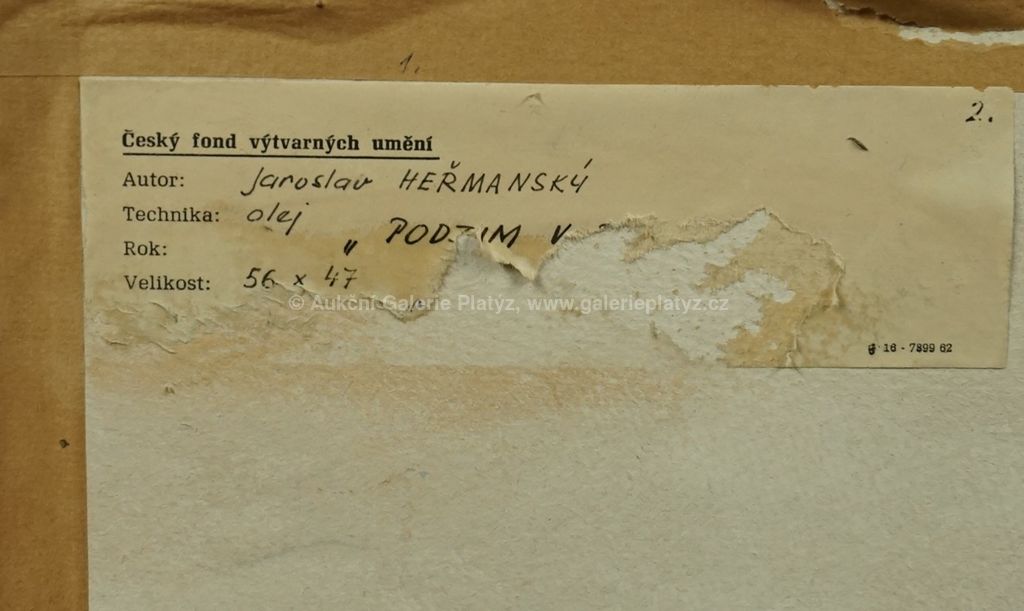 1.
2.
Český fond výtvarných umění
Autor: Jaroslav HEŘMANSKÝ
Technika: olej
Rok: " PODZIM V
Velikost: 56 x 47
© Aukční Galerie Platýz, www.galerieplatyz.cz
16 - 7899 62